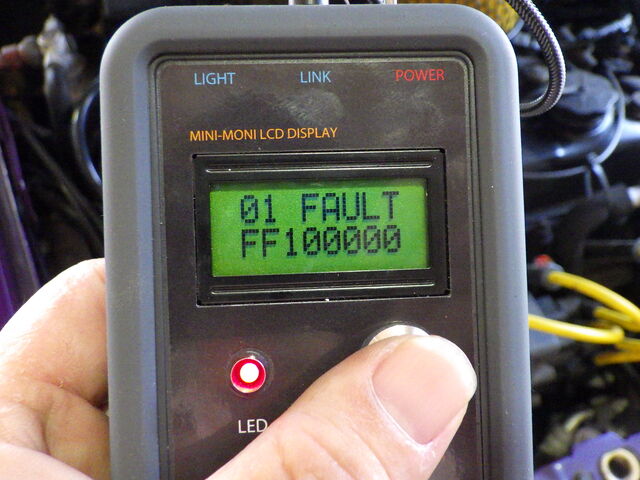 LIGHT LINK POWER
MINI-MONI LCD DISPLAY
01 FAULT
FF100000
LED